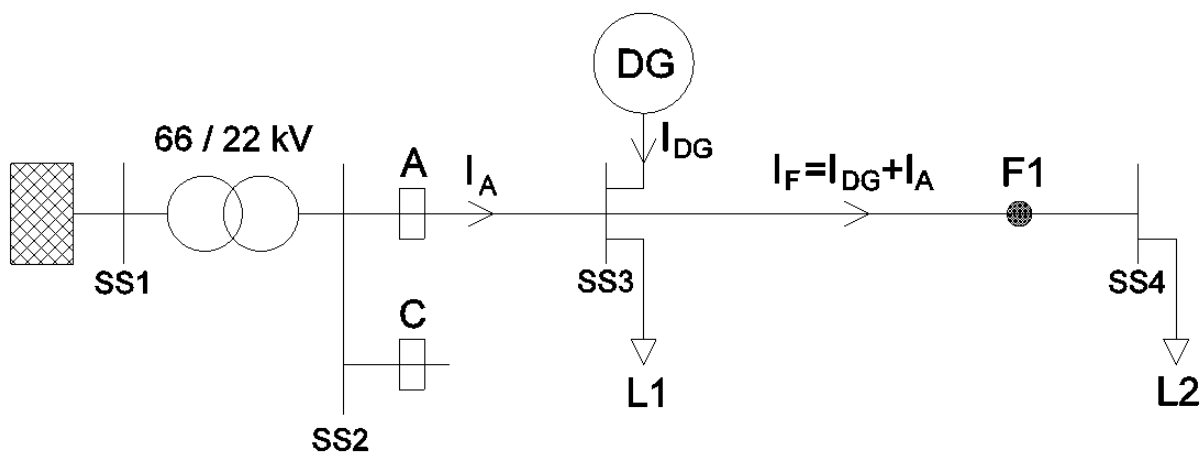 DG
66 / 22 kV
I_DG
A
I_A
I_F=I_DG+I_A
F1
SS1
SS3
SS4
C
L1
L2
SS2